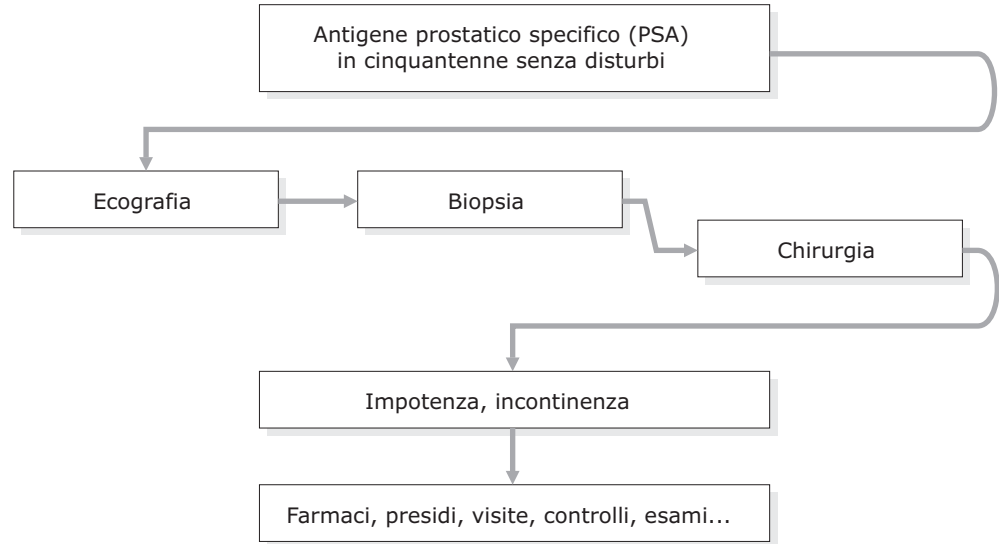 Antigene prostatico specifico (PSA)
in cinquantenne senza disturbi
Ecografia
Biopsia
Chirurgia
Impotenza, incontinenza
Farmaci, presidi, visite, controlli, esami...